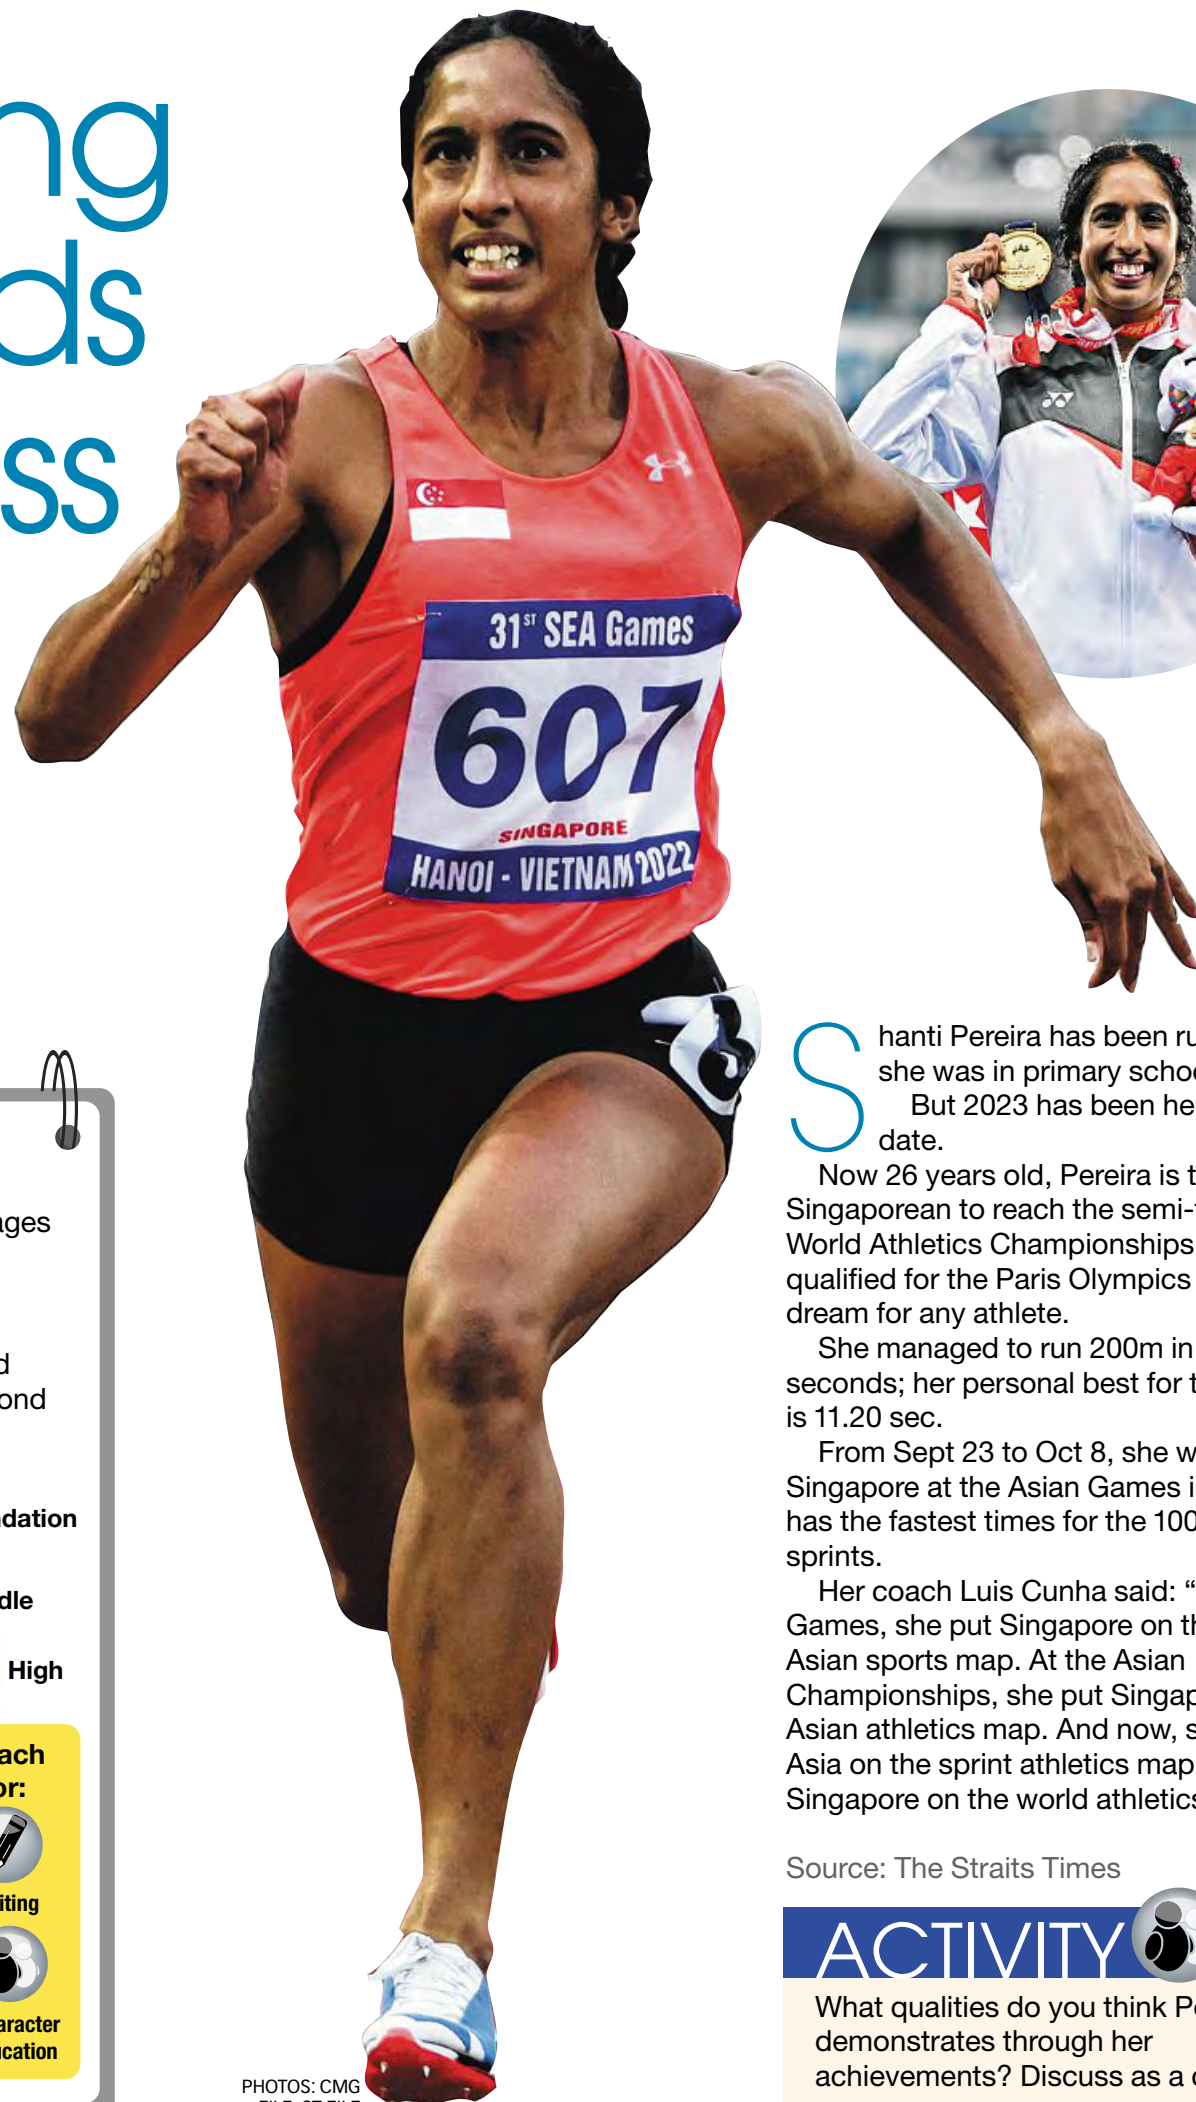 ng
ds
ss
31ST SEA Games
607
SINGAPORE
HANOI - VIETNAM 2022
Shanti Pereira has been ru
she was in primary schoo
But 2023 has been he
date.
Now 26 years old, Pereira is t
Singaporean to reach the semi-
World Athletics Championships
qualified for the Paris Olympics
dream for any athlete.
She managed to run 200m in
seconds; her personal best for t
is 11.20 sec.
From Sept 23 to Oct 8, she w
Singapore at the Asian Games i
has the fastest times for the 100
sprints.
Her coach Luis Cunha said: “
Games, she put Singapore on th
Asian sports map. At the Asian
Championships, she put Singap
Asian athletics map. And now, s
Asia on the sprint athletics map
Singapore on the world athletics
Source: The Straits Times
ACTIVITY
What qualities do you think Pe
demonstrates through her
achievements? Discuss as a c
ages
d
ond
dation
dle
High
ach
or:
iting
aracter
cation
PHOTOS: CMG